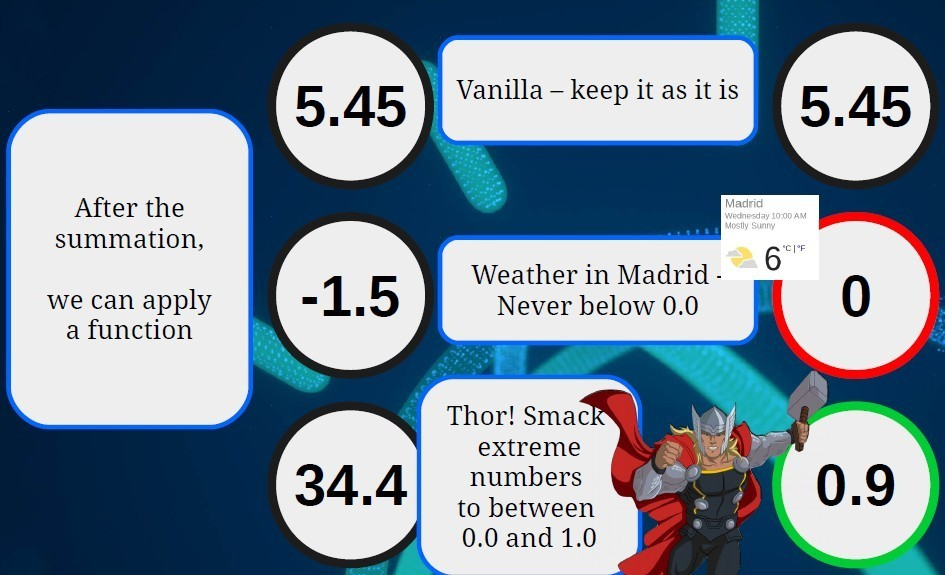 After the
summation,
we can apply
a function
5.45
Vanilla – keep it as it is
5.45
-1.5
Weather in Madrid -
Never below 0.0
Madrid
Wednesday 10:00 AM
Mostly Sunny
6 °C | °F
0
34.4
Thor! Smack
extreme
numbers
to between
0.0 and 1.0
0.9